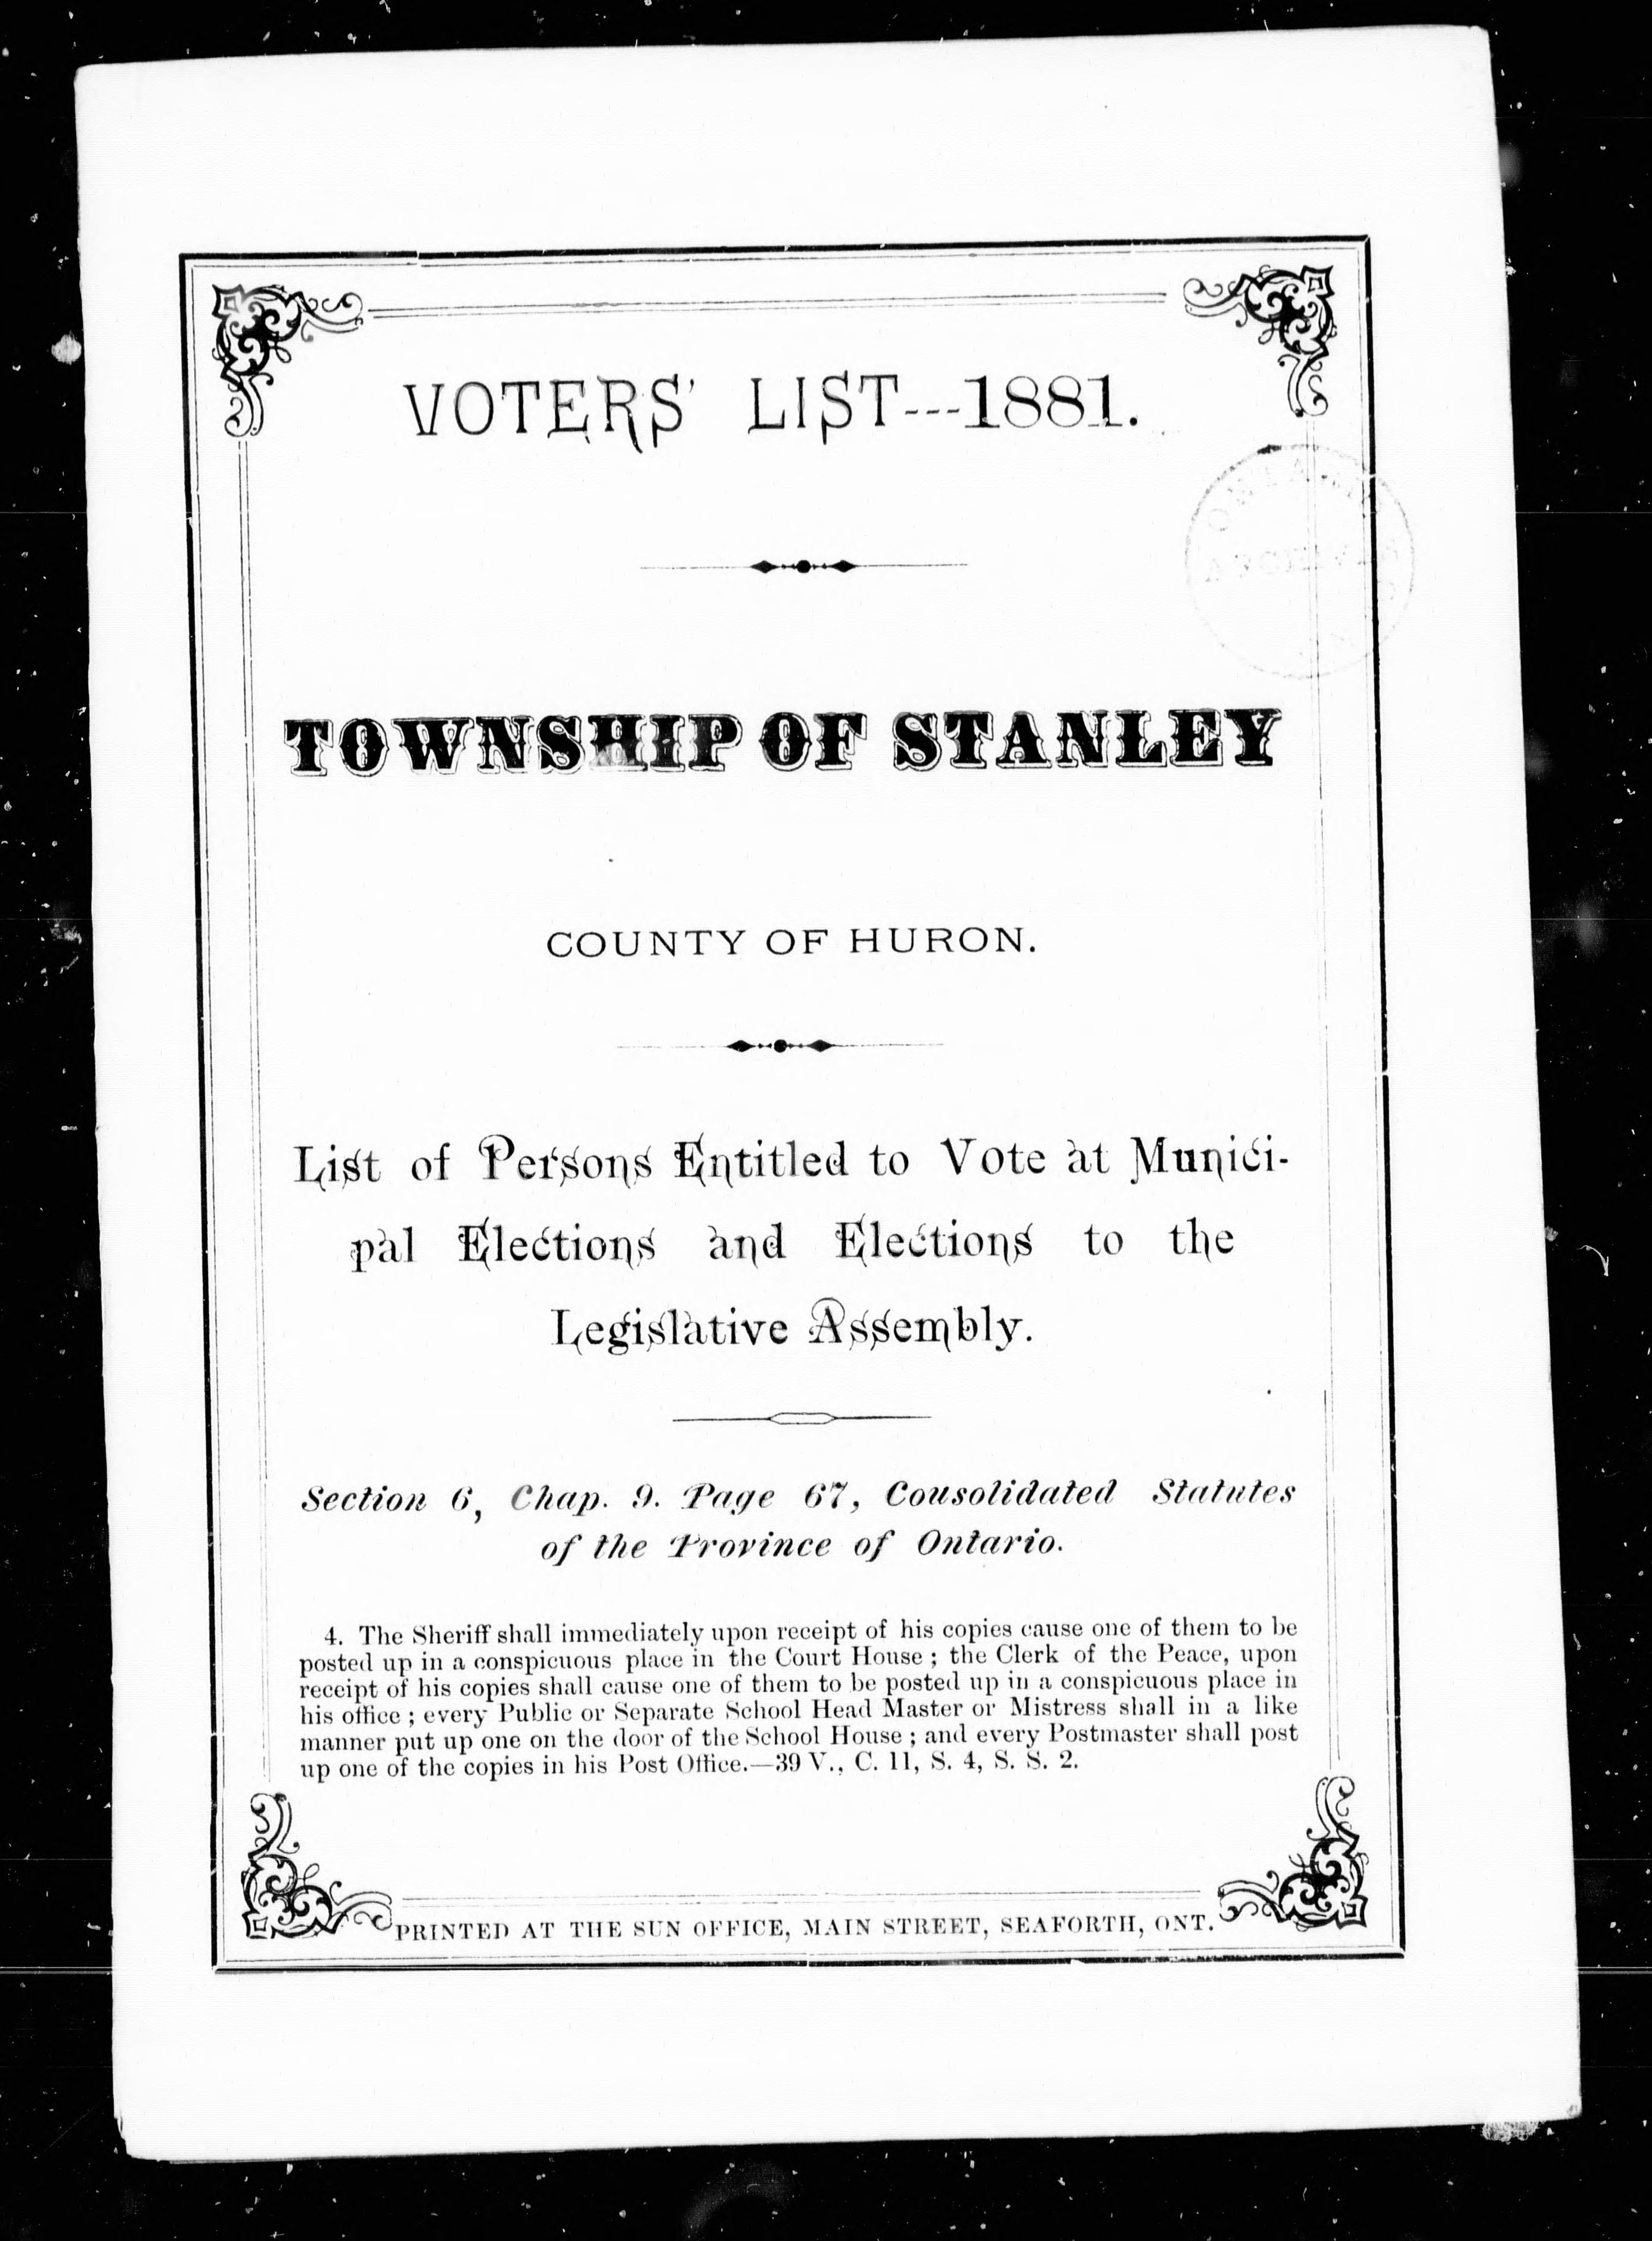 VOTERS' LIST---1881.
TOWNSHIP OF STANLEY
COUNTY OF HURON.
List of Persons Entitled to Vote at Munici-
pal Elections and Elections to the
Legislative Assembly.
Section 6, Chap. 9. Page 67, Consolidated Statutes
of the Province of Ontario.
4. The Sheriff shall immediately upon receipt of his copies cause one of them to be
posted up in a conspicuous place in the Court House ; the Clerk of the Peace, upon
receipt of his copies shall cause one of them to be posted up in a conspicuous place in
his office ; every Public or Separate School Head Master or Mistress shall in a like
manner put up one on the door of the School House ; and every Postmaster shall post
up one of the copies in his Post Office.—39 V., C. 11, S. 4, S. S. 2.
PRINTED AT THE SUN OFFICE, MAIN STREET, SEAFORTH, ONT.